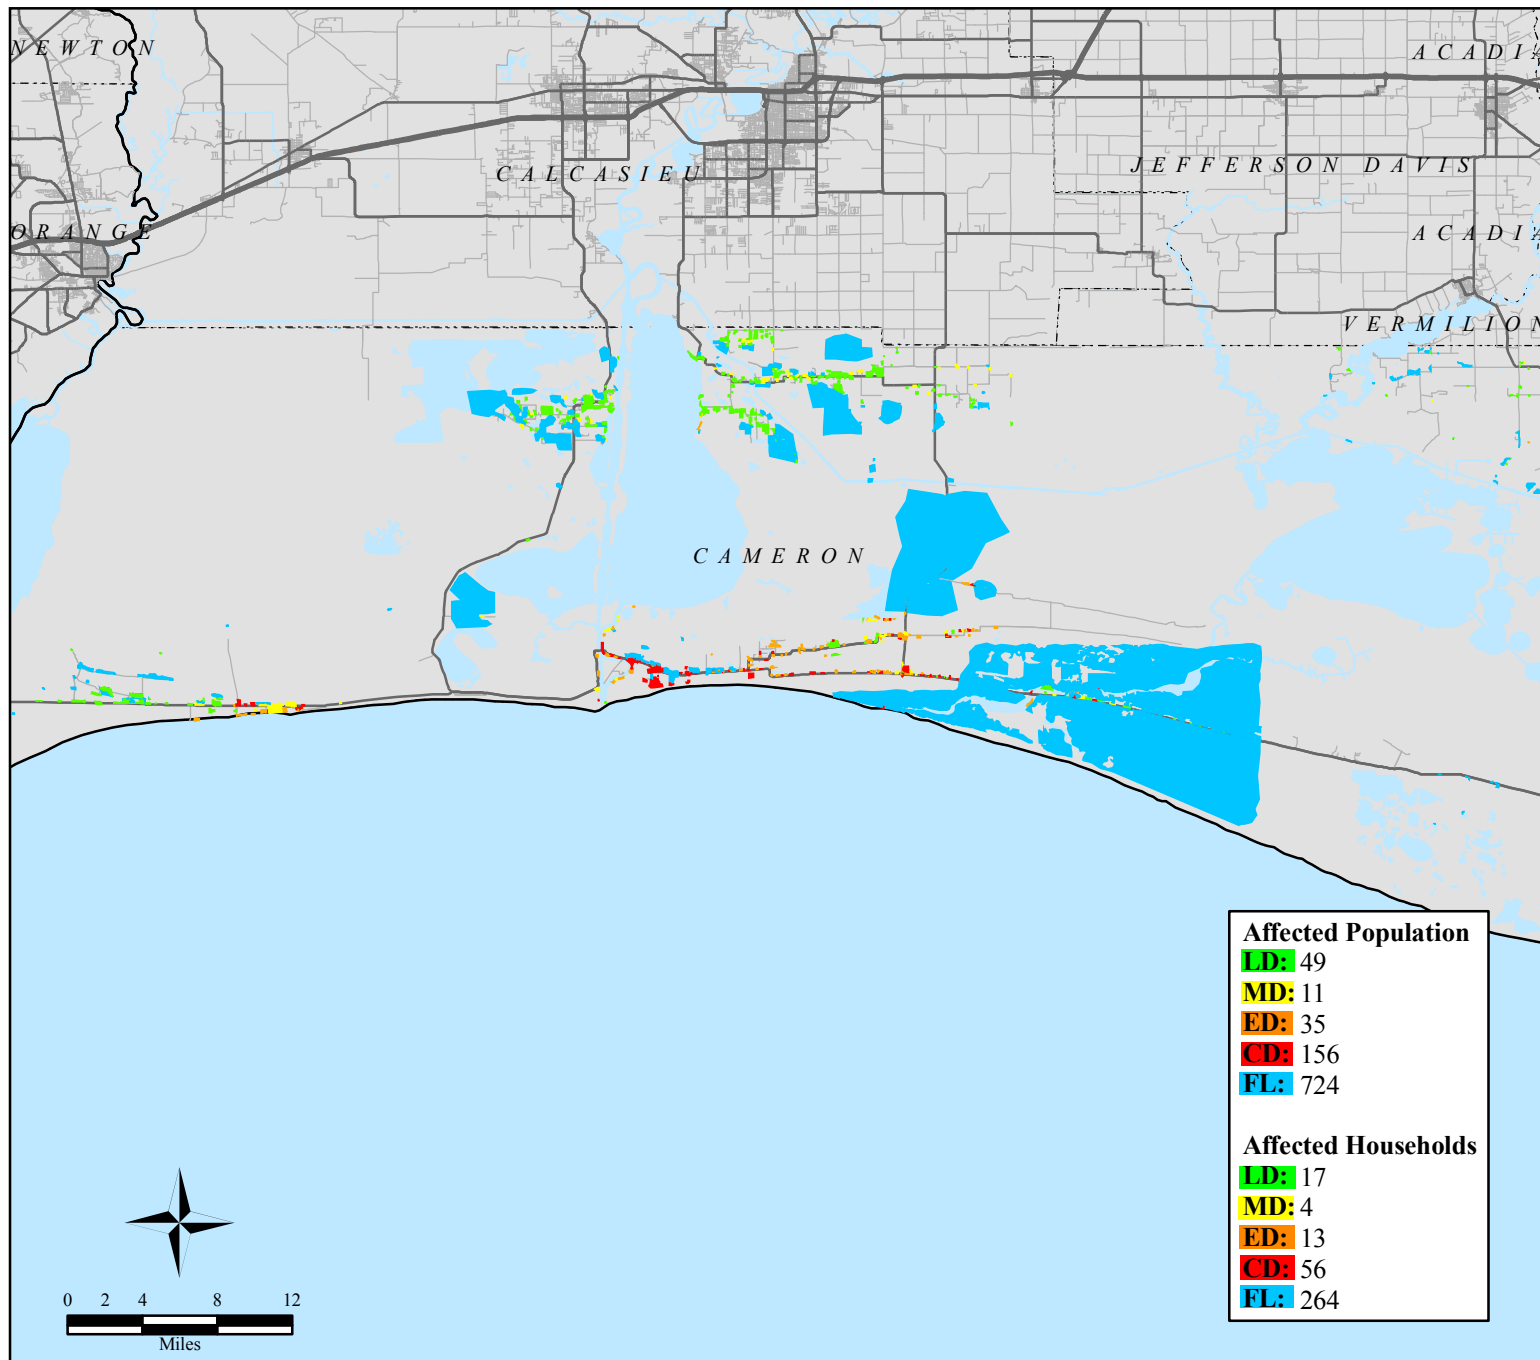 NEWTON
ACADIA
CALCASIEU
JEFFERSON DAVIS
ORANGE
ACADIA
VERMILION
CAMERON
Affected Population
LD: 49
MD: 11
ED: 35
CD: 156
FL: 724
Affected Households
LD: 17
MD: 4
ED: 13
CD: 56
FL: 264
0 2 4 8 12
Miles